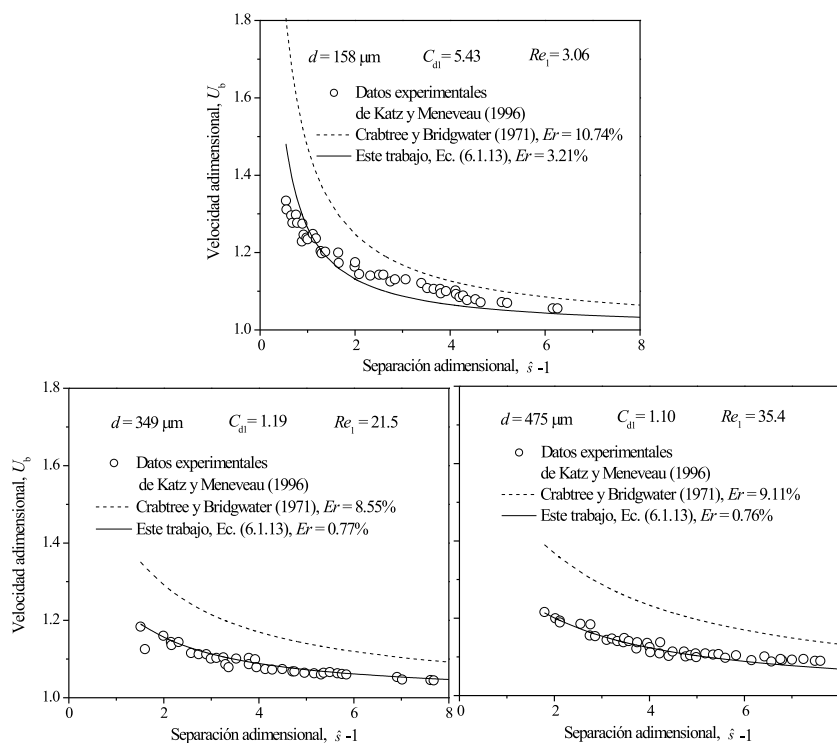 1.8
1.6
1.4
1.2
1.0
Velocidad adimensional, U_b
d = 158 µm C_dl = 5.43 Re_l = 3.06
Datos experimentales
de Katz y Meneveau (1996)
Crabtree y Bridgwater (1971), Er = 10.74%
Este trabajo, Ec. (6.1.13), Er = 3.21%
0 2 4 6 8
Separación adimensional, ŝ -1
1.8
1.6
1.4
1.2
1.0
Velocidad adimensional, U_b
d = 349 µm C_dl = 1.19 Re_l = 21.5
Datos experimentales
de Katz y Meneveau (1996)
Crabtree y Bridgwater (1971), Er = 8.55%
Este trabajo, Ec. (6.1.13), Er = 0.77%
0 2 4 6 8
Separación adimensional, ŝ -1
d = 475 µm C_dl = 1.10 Re_l = 35.4
Datos experimentales
de Katz y Meneveau (1996)
Crabtree y Bridgwater (1971), Er = 9.11%
Este trabajo, Ec. (6.1.13), Er = 0.76%
0 2 4 6
Separación adimensional, ŝ -1